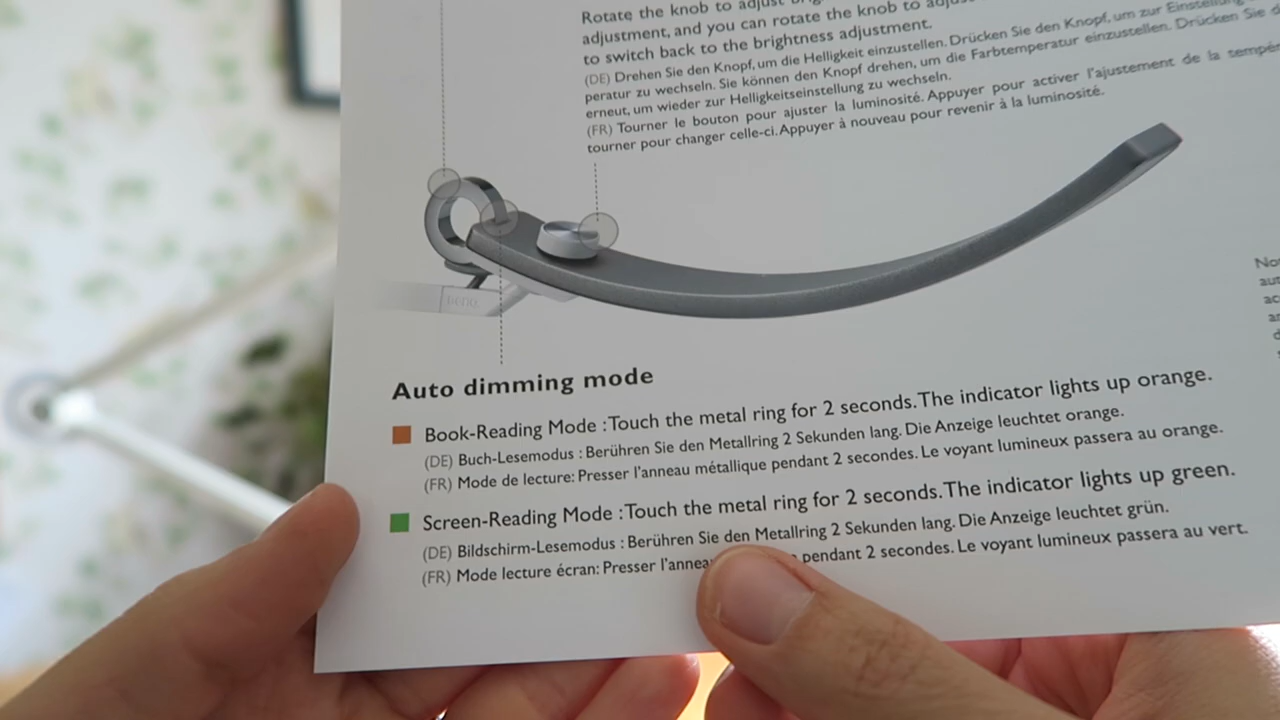 Rotate the knob to adjust
adjustment, and you can rotate the knob to
to switch back to the brightness adjustment.
(DE) Drehen Sie den Knopf, um die Helligkeit einzustellen. Drücken Sie den Knopf, um zur Einstellung
peratur zu wechseln. Sie können den Knopf drehen, um die Farbtemperatur einzustellen. Drücken Sie
erneut, um wieder zur Helligkeitseinstellung zu wechseln.
(FR) Tourner le bouton pour ajuster la luminosité. Appuyer pour activer l'ajustement de la
tourner pour changer celle-ci. Appuyer à nouveau pour revenir à la luminosité.
BenQ
Auto dimming mode
Book-Reading Mode : Touch the metal ring for 2 seconds. The indicator lights up orange.
(DE) Buch-Lesemodus : Berühren Sie den Metallring 2 Sekunden lang. Die Anzeige leuchtet orange.
(FR) Mode de lecture: Presser l'anneau métallique pendant 2 secondes. Le voyant lumineux passera au orange.
Screen-Reading Mode : Touch the metal ring for 2 seconds. The indicator lights up green.
(DE) Bildschirm-Lesemodus : Berühren Sie den Metallring 2 Sekunden lang. Die Anzeige leuchtet grün.
(FR) Mode lecture écran: Presser pendant 2 secondes. Le voyant lumineux passera au vert.